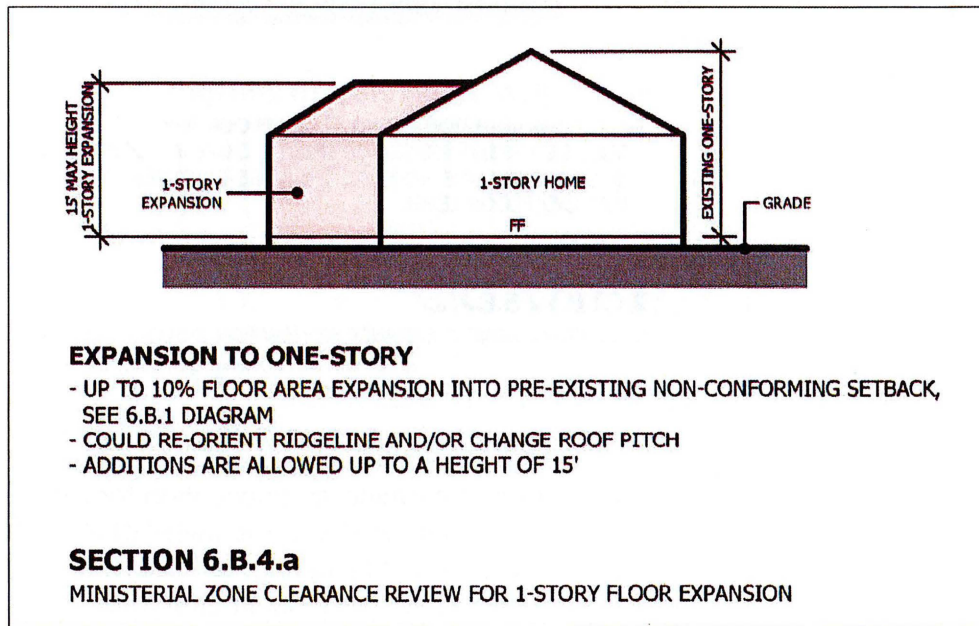 15' MAX HEIGHT
1-STORY EXPANSION
1-STORY
EXPANSION
1-STORY HOME
FF
EXISTING ONE-STORY
GRADE
EXPANSION TO ONE-STORY
- UP TO 10% FLOOR AREA EXPANSION INTO PRE-EXISTING NON-CONFORMING SETBACK,
SEE 6.B.1 DIAGRAM
- COULD RE-ORIENT RIDGELINE AND/OR CHANGE ROOF PITCH
- ADDITIONS ARE ALLOWED UP TO A HEIGHT OF 15'
SECTION 6.B.4.a
MINISTERIAL ZONE CLEARANCE REVIEW FOR 1-STORY FLOOR EXPANSION